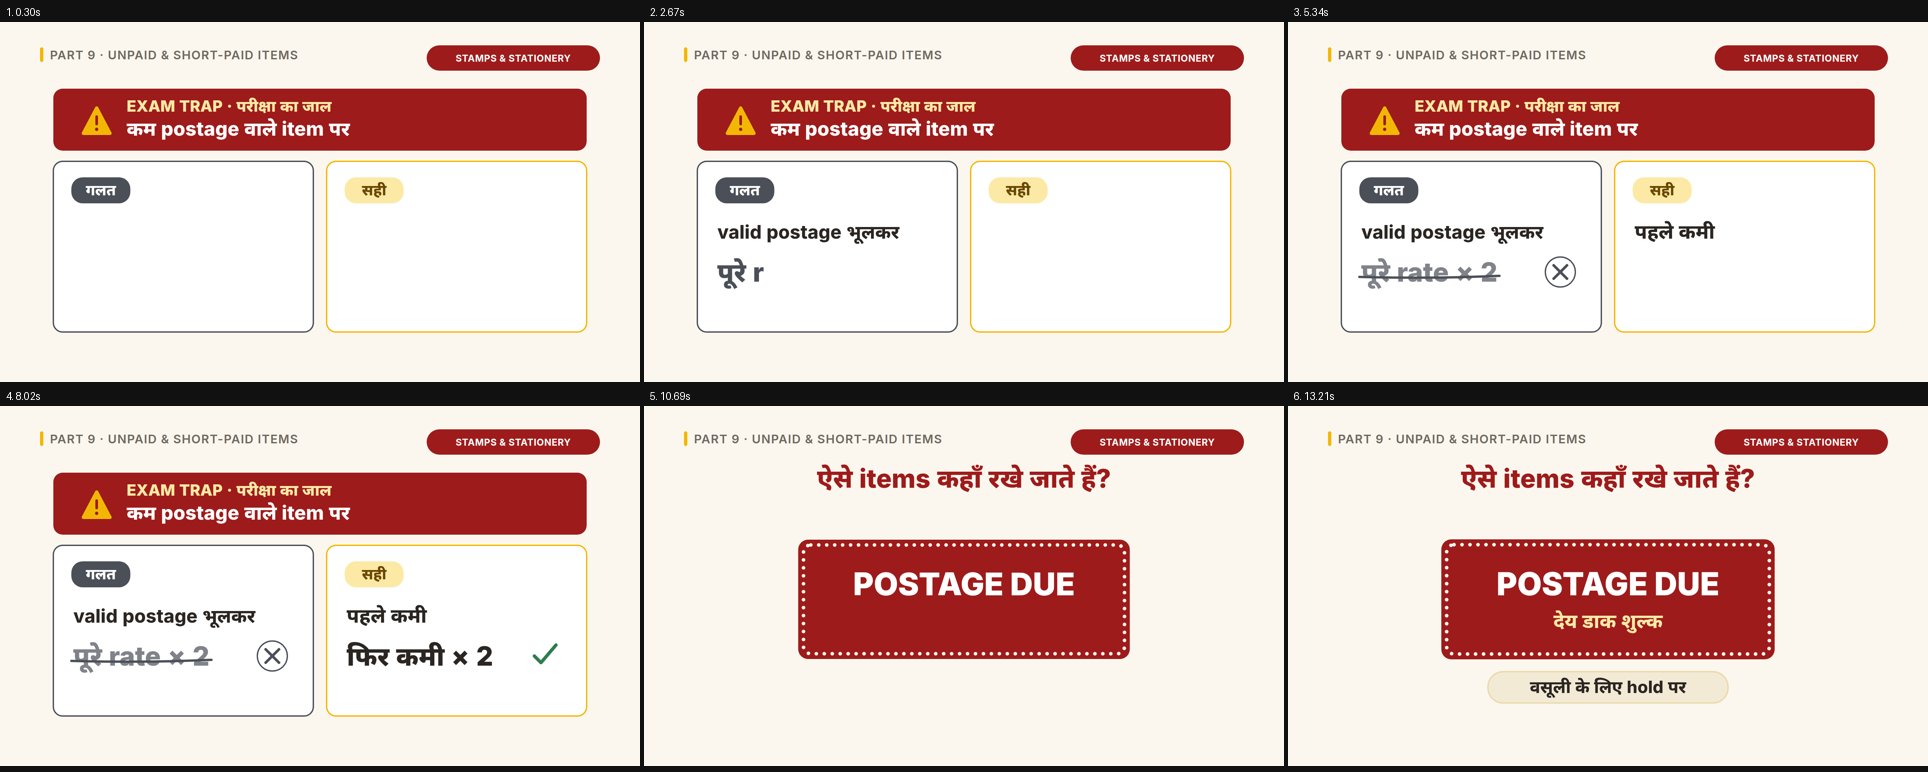 1. 0.30s
PART 9 · UNPAID & SHORT-PAID ITEMS
STAMPS & STATIONERY
EXAM TRAP · परीक्षा का जाल
कम postage वाले item पर
गलत
सही
2. 2.67s
PART 9 · UNPAID & SHORT-PAID ITEMS
STAMPS & STATIONERY
EXAM TRAP · परीक्षा का जाल
कम postage वाले item पर
गलत
valid postage भूलकर
पूरे r
सही
3. 5.34s
PART 9 · UNPAID & SHORT-PAID ITEMS
STAMPS & STATIONERY
EXAM TRAP · परीक्षा का जाल
कम postage वाले item पर
गलत
valid postage भूलकर
पूरे rate × 2
सही
पहले कमी
4. 8.02s
PART 9 · UNPAID & SHORT-PAID ITEMS
STAMPS & STATIONERY
EXAM TRAP · परीक्षा का जाल
कम postage वाले item पर
गलत
valid postage भूलकर
पूरे rate × 2
सही
पहले कमी
फिर कमी × 2
5. 10.69s
PART 9 · UNPAID & SHORT-PAID ITEMS
STAMPS & STATIONERY
ऐसे items कहाँ रखे जाते हैं?
POSTAGE DUE
6. 13.21s
PART 9 · UNPAID & SHORT-PAID ITEMS
STAMPS & STATIONERY
ऐसे items कहाँ रखे जाते हैं?
POSTAGE DUE
देय डाक शुल्क
वसूली के लिए hold पर